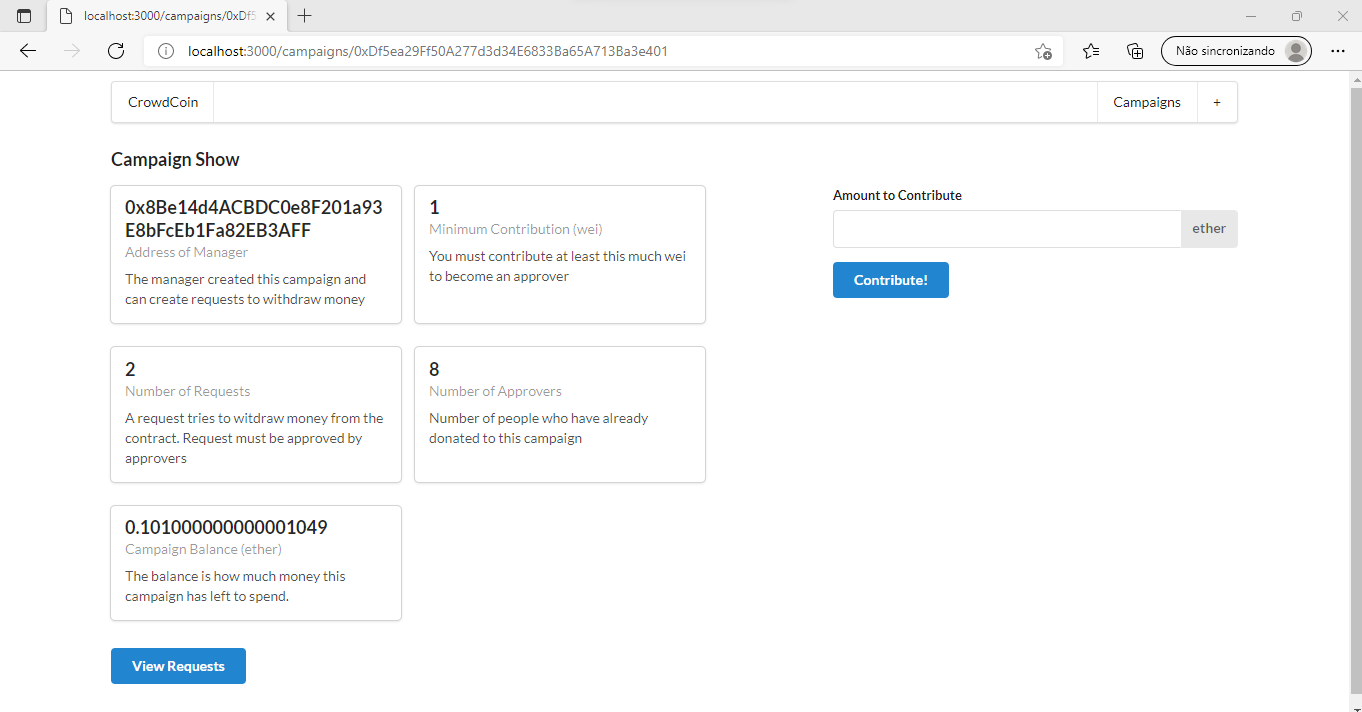 localhost:3000/campaigns/0xDf5
localhost:3000/campaigns/0xDf5ea29Ff50A277d3d34E6833Ba65A713Ba3e401
Não sincronizando
CrowdCoin
Campaigns
+
Campaign Show
0x8Be14d4ACBDC0e8F201a93
E8bFcEb1Fa82EB3AFF
Address of Manager
The manager created this campaign and
can create requests to withdraw money
1
Minimum Contribution (wei)
You must contribute at least this much wei
to become an approver
2
Number of Requests
A request tries to witdraw money from the
contract. Request must be approved by
approvers
8
Number of Approvers
Number of people who have already
donated to this campaign
0.101000000000001049
Campaign Balance (ether)
The balance is how much money this
campaign has left to spend.
View Requests
Amount to Contribute
ether
Contribute!